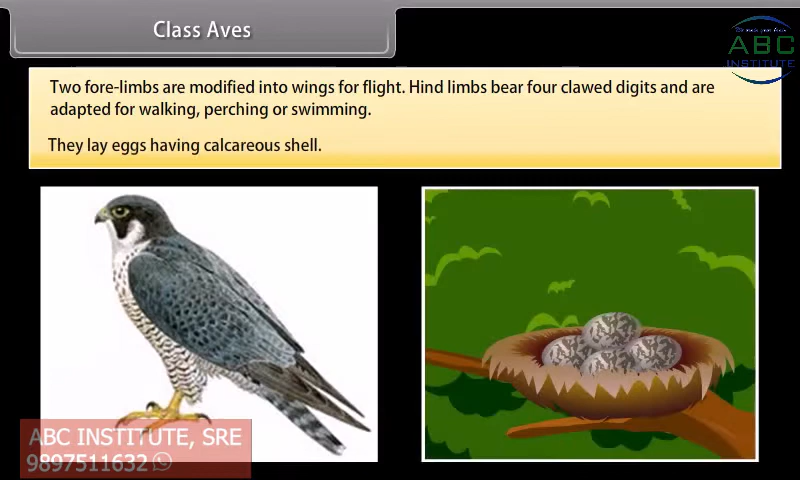 Class Aves
ABC
INSTITUTE
Two fore-limbs are modified into wings for flight. Hind limbs bear four clawed digits and are
adapted for walking, perching or swimming.
They lay eggs having calcareous shell.
ABC INSTITUTE, SRE
9897511632